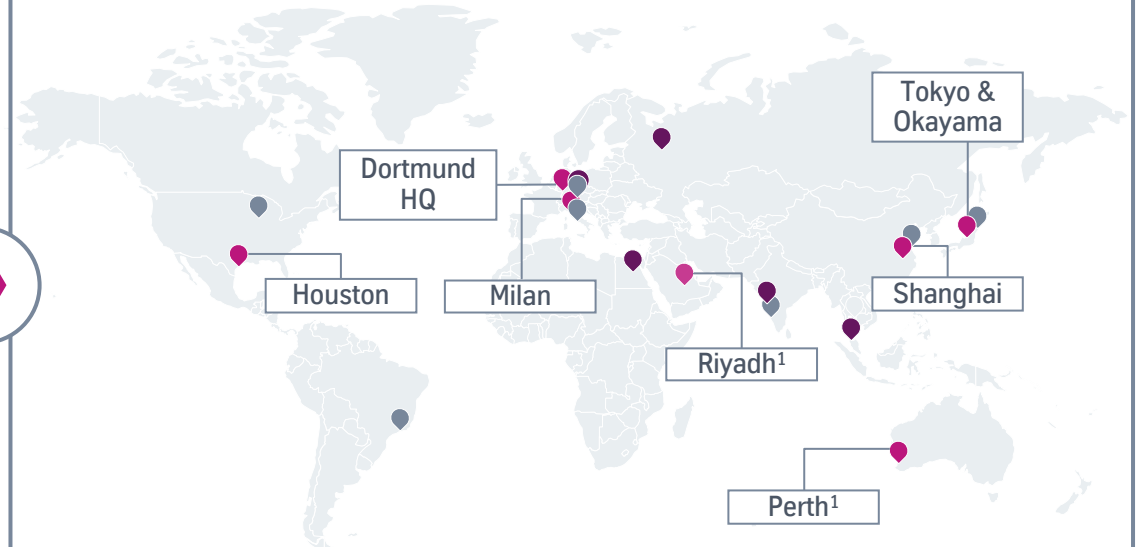 Tokyo &
Okayama
Dortmund
HQ
Houston
Milan
Shanghai
Riyadh¹
Perth¹